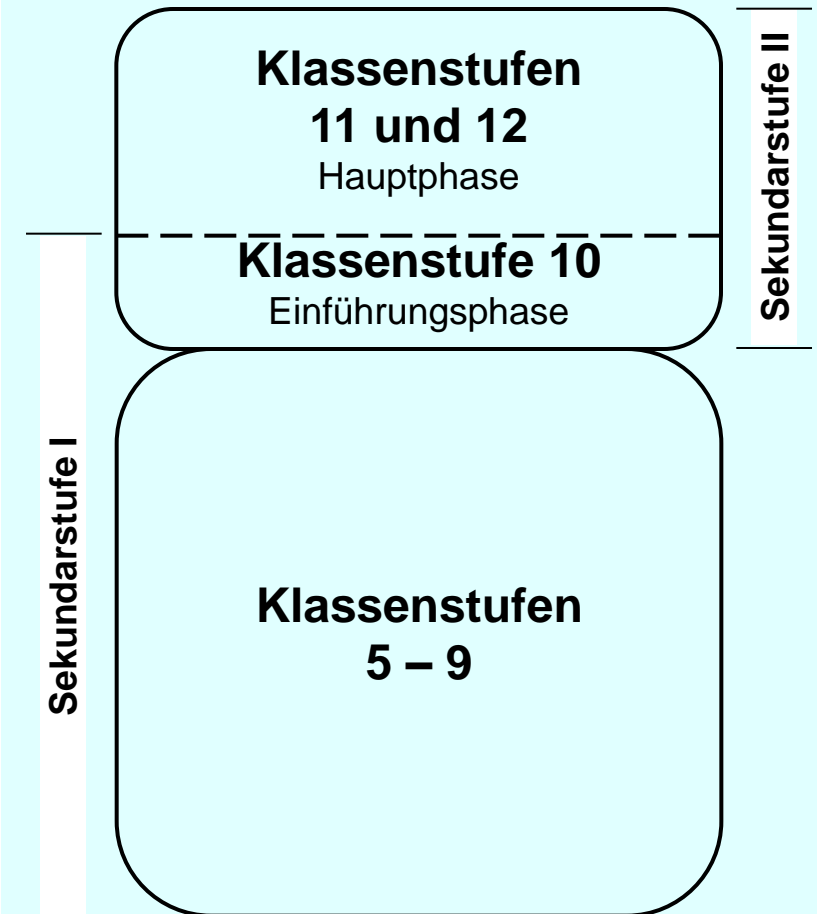 Klassenstufen
11 und 12
Hauptphase
Sekundarstufe II
Klassenstufe 10
Einführungsphase
Sekundarstufe I
Klassenstufen
5 – 9